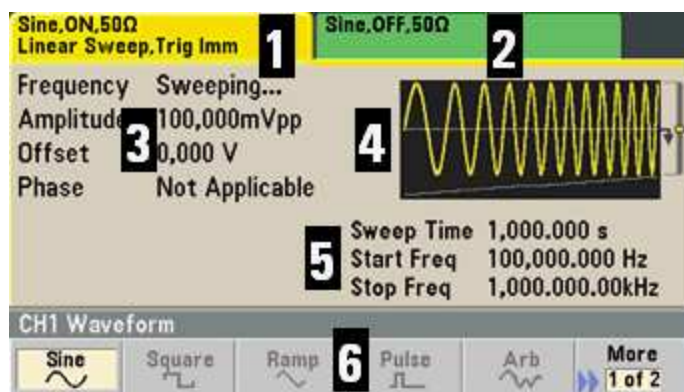 Sine,ON,50Ω
Linear Sweep,Trig Imm
1
Sine,OFF,50Ω
2
Frequency Sweeping...
Amplitude 100,000mVpp
3
Offset 0,000 V
Phase Not Applicable
4
5
Sweep Time 1,000.000 s
Start Freq 100,000.000 Hz
Stop Freq 1,000.000.00kHz
CH1 Waveform
Sine
Square
Ramp
6
Pulse
Arb
More
1 of 2